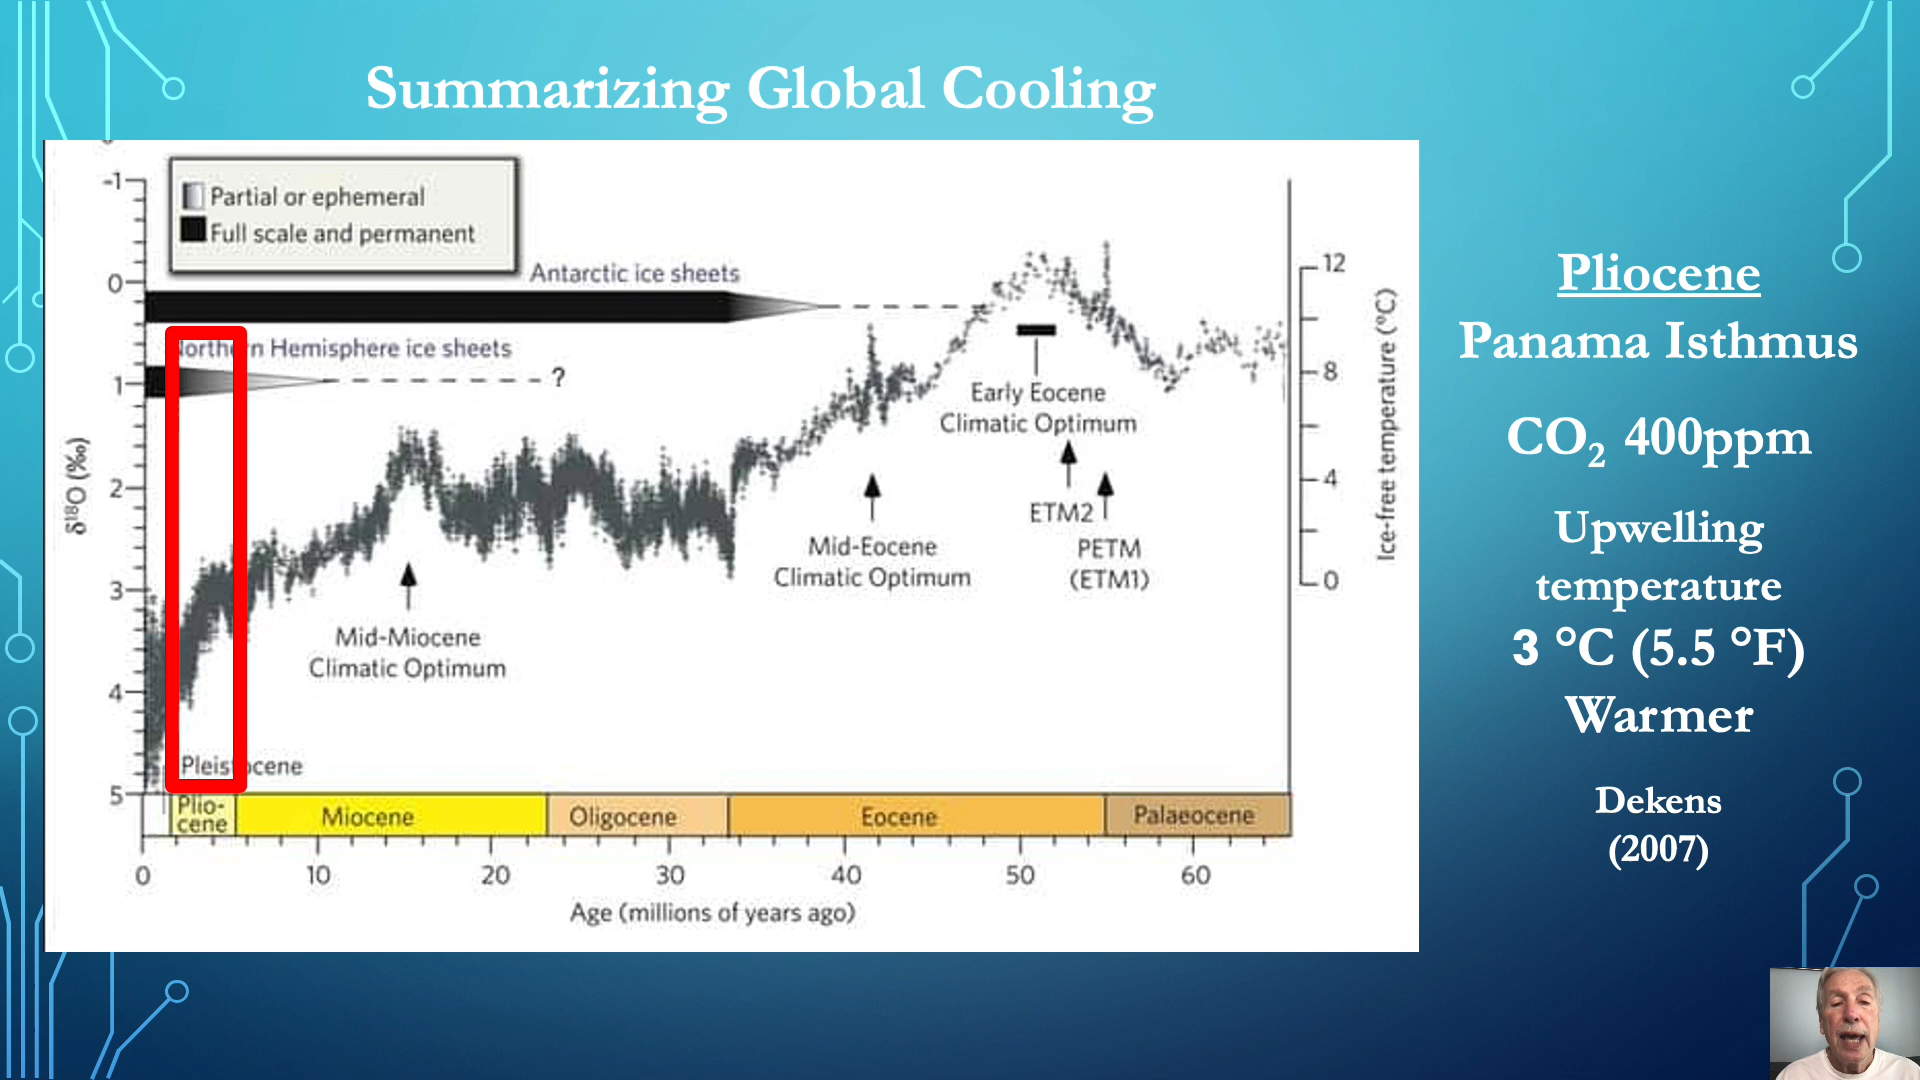 Summarizing Global Cooling
Partial or ephemeral
Full scale and permanent
Antarctic ice sheets
Northern Hemisphere ice sheets
?
-1
0
1
2
3
4
5
δ¹⁸O (‰)
12
8
4
0
Ice-free temperature (°C)
Early Eocene
Climatic Optimum
ETM2
PETM
(ETM1)
Mid-Eocene
Climatic Optimum
Mid-Miocene
Climatic Optimum
Pleistocene
Plio-
cene
Miocene
Oligocene
Eocene
Palaeocene
0 10 20 30 40 50 60
Age (millions of years ago)
Pliocene
Panama Isthmus
CO₂ 400ppm
Upwelling
temperature
3 °C (5.5 °F)
Warmer
Dekens
(2007)